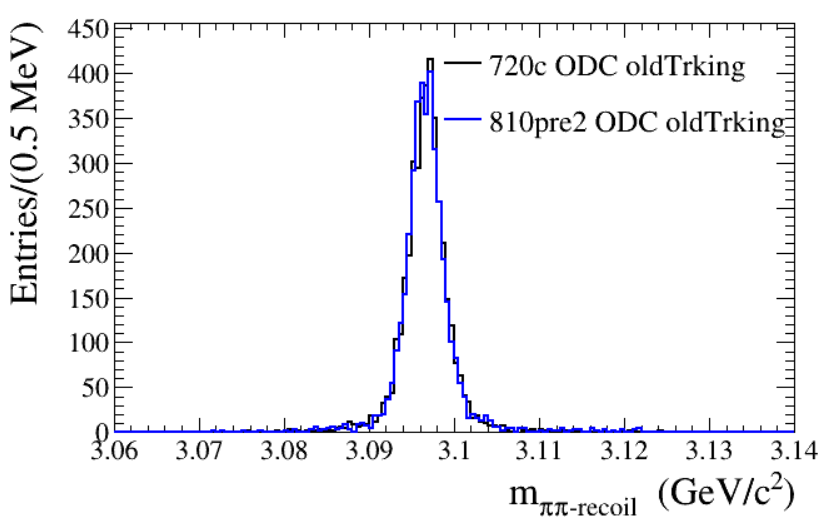 Entries/(0.5 MeV)
450
400
350
300
250
200
150
100
50
0
720c ODC oldTrking
810pre2 ODC oldTrking
3.06 3.07 3.08 3.09 3.1 3.11 3.12 3.13 3.14
m_{ππ-recoil} (GeV/c²)